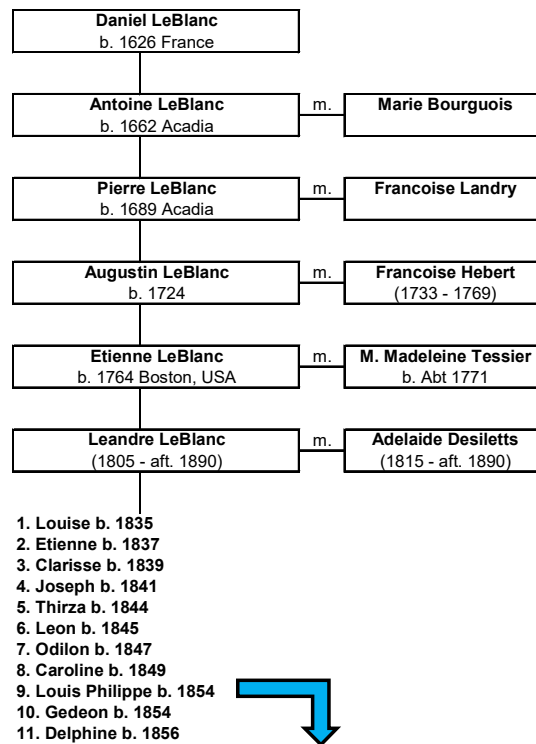 Daniel LeBlanc
b. 1626 France
Antoine LeBlanc m. Marie Bourguois
b. 1662 Acadia
Pierre LeBlanc m. Francoise Landry
b. 1689 Acadia
Augustin LeBlanc m. Francoise Hebert
b. 1724 (1733 - 1769)
Etienne LeBlanc m. M. Madeleine Tessier
b. 1764 Boston, USA b. Abt 1771
Leandre LeBlanc m. Adelaide Desiletts
(1805 - aft. 1890) (1815 - aft. 1890)
1. Louise b. 1835
2. Etienne b. 1837
3. Clarisse b. 1839
4. Joseph b. 1841
5. Thirza b. 1844
6. Leon b. 1845
7. Odilon b. 1847
8. Caroline b. 1849
9. Louis Philippe b. 1854
10. Gedeon b. 1854
11. Delphine b. 1856